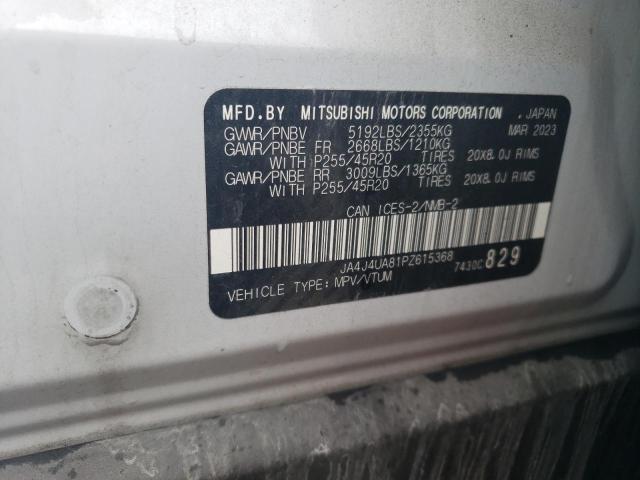 MFD.BY MITSUBISHI MOTORS CORPORATION, JAPAN
GVWR/PNBV 5192LBS/2355KG MAR 2023
GAWR/PNBE FR 2668LBS/1210KG
WITH P255/45R20 TIRES 20X8.0J RIMS
GAWR/PNBE RR 3009LBS/1365KG
WITH P255/45R20 TIRES 20X8.0J RIMS
CAN ICES-2/NMB-2
JA4J4UA81PZ615368
7430C 829
VEHICLE TYPE: MPV/VTUM